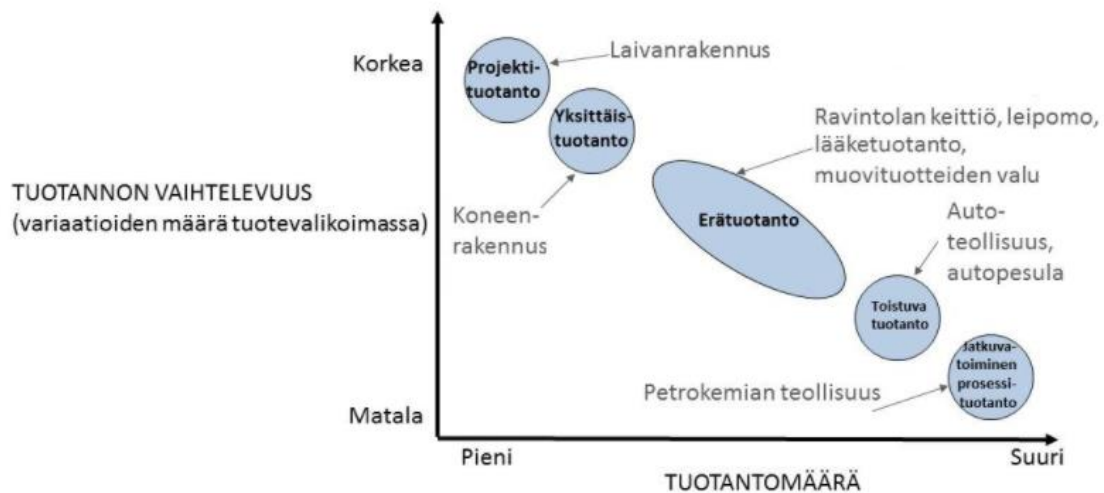 Korkea
Projekti-
tuotanto
Laivanrakennus
Yksittäis-
tuotanto
Ravintolan keittiö, leipomo,
lääketuotanto,
muovituotteiden valu
TUOTANNON VAIHTELEVUUS
(variaatioiden määrä tuotevalikoimassa)
Koneen-
rakennus
Erätuotanto
Auto-
teollisuus,
autopesula
Toistuva
tuotanto
Jatkuva-
toiminen
prosessi-
tuotanto
Petrokemian teollisuus
Matala
Pieni
Suuri
TUOTANTOMÄÄRÄ